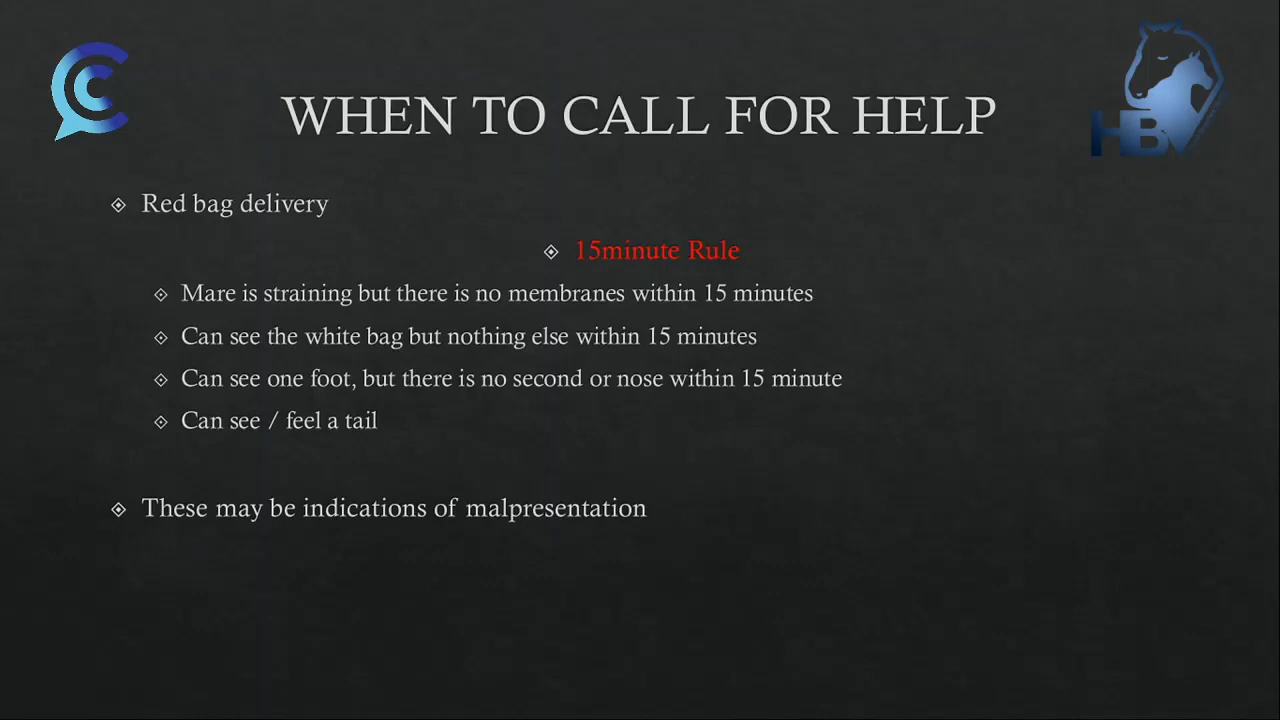 WHEN TO CALL FOR HELP
HBV
Red bag delivery
15minute Rule
Mare is straining but there is no membranes within 15 minutes
Can see the white bag but nothing else within 15 minutes
Can see one foot, but there is no second or nose within 15 minute
Can see / feel a tail
These may be indications of malpresentation